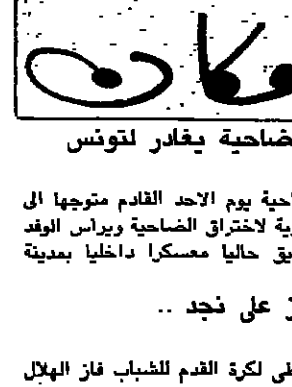 ضاحية يغادر لتونس
احية يوم الاحد القادم متوجها الى
رية لاختراق الضاحية ويرأس الوفد
يق حاليا معسكرا داخليا بمدينة
ز على نجد ..
لكرة القدم للشباب فاز الهلال